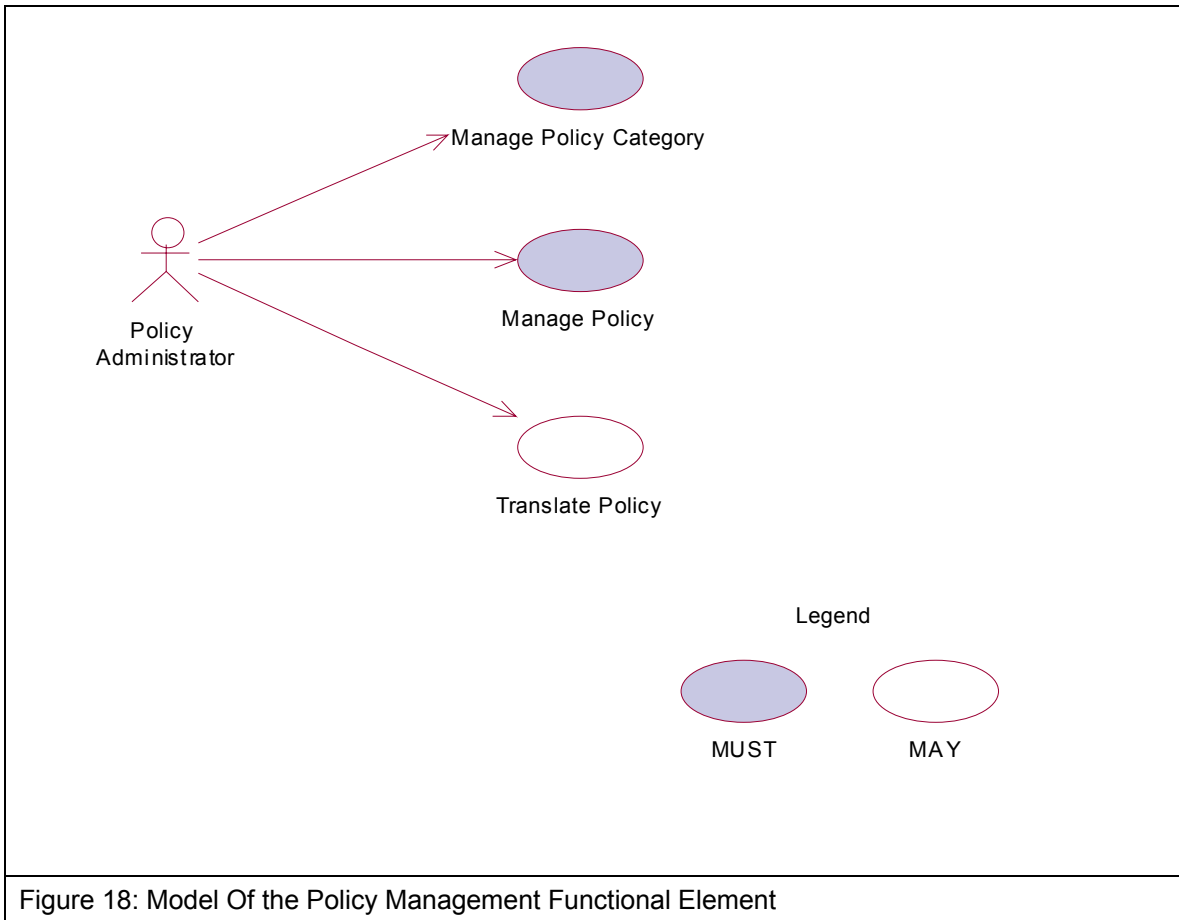 Manage Policy Category
Manage Policy
Policy
Administrator
Translate Policy
Legend
MUST
MAY
Figure 18: Model Of the Policy Management Functional Element